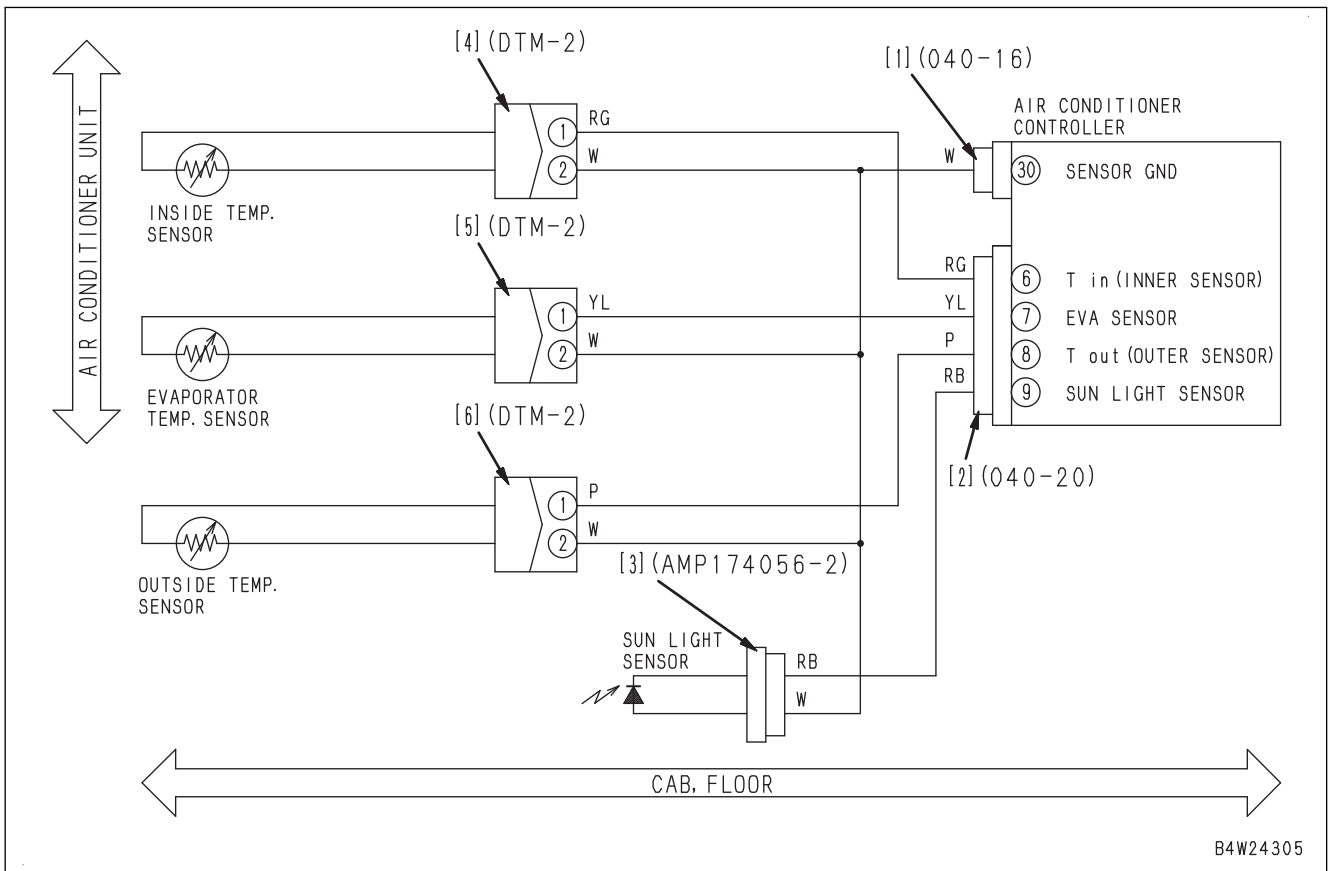 [4](DTM-2)
[1](040-16)
AIR CONDITIONER
CONTROLLER
AIR CONDITIONER UNIT
1
RG
2
W
W
30
SENSOR GND
INSIDE TEMP.
SENSOR
[5](DTM-2)
RG
6
T in(INNER SENSOR)
1
YL
YL
7
EVA SENSOR
2
W
P
8
T out(OUTER SENSOR)
RB
9
SUN LIGHT SENSOR
EVAPORATOR
TEMP. SENSOR
[6](DTM-2)
[2](040-20)
1
P
2
W
OUTSIDE TEMP.
SENSOR
[3](AMP174056-2)
SUN LIGHT
SENSOR
RB
W
CAB, FLOOR
B4W24305